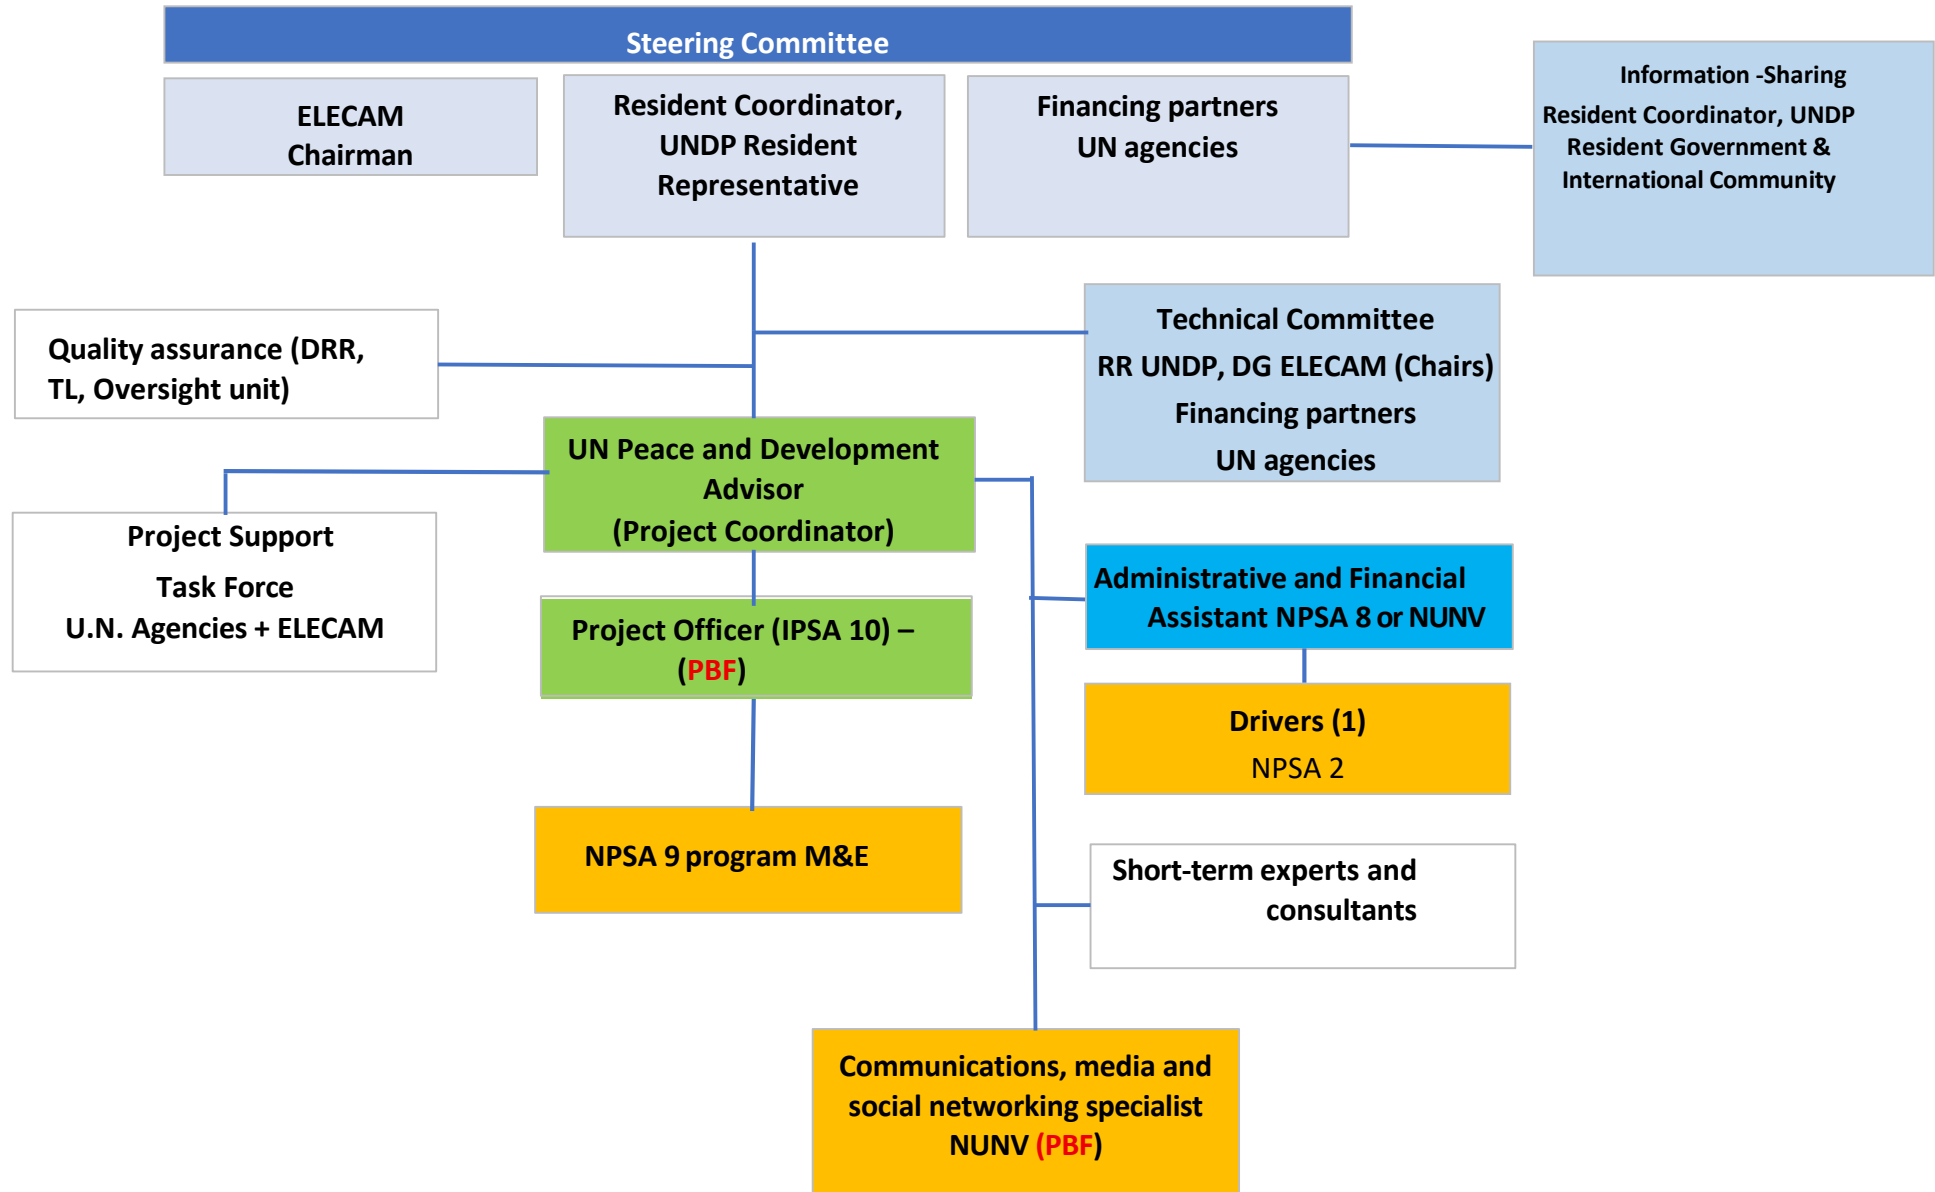 Steering Committee
ELECAM
Chairman
Resident Coordinator,
UNDP Resident
Representative
Financing partners
UN agencies
Information -Sharing
Resident Coordinator, UNDP
Resident Government &
International Community
Quality assurance (DRR,
TL, Oversight unit)
Technical Committee
RR UNDP, DG ELECAM (Chairs)
Financing partners
UN agencies
UN Peace and Development
Advisor
(Project Coordinator)
Project Support
Task Force
U.N. Agencies + ELECAM
Administrative and Financial
Assistant NPSA 8 or NUNV
Project Officer (IPSA 10) –
(PBF)
Drivers (1)
NPSA 2
NPSA 9 program M&E
Short-term experts and
consultants
Communications, media and
social networking specialist
NUNV (PBF)